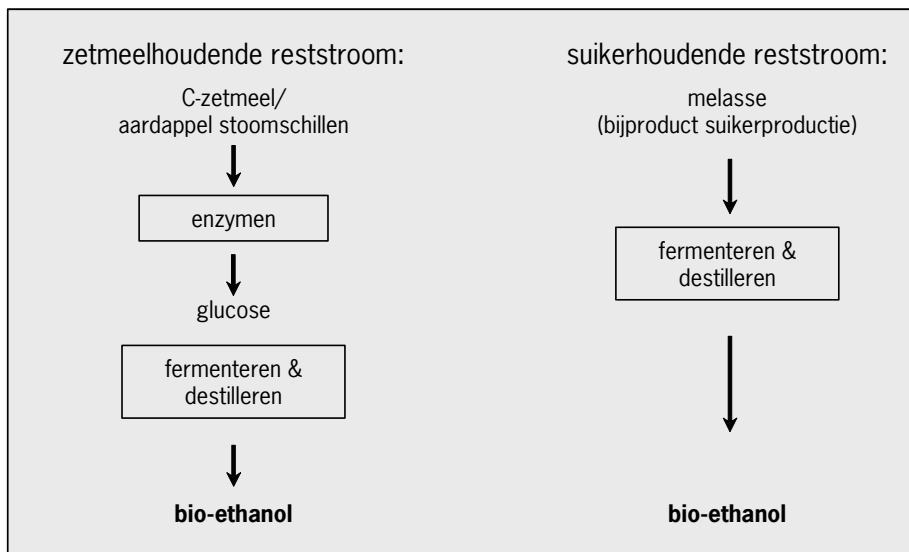 zetmeelhoudende reststroom:
C-zetmeel/
aardappel stoomschillen
enzymen
glucose
fermenteren &
destilleren
bio-ethanol
suikerhoudende reststroom:
melasse
(bijproduct suikerproductie)
fermenteren &
destilleren
bio-ethanol